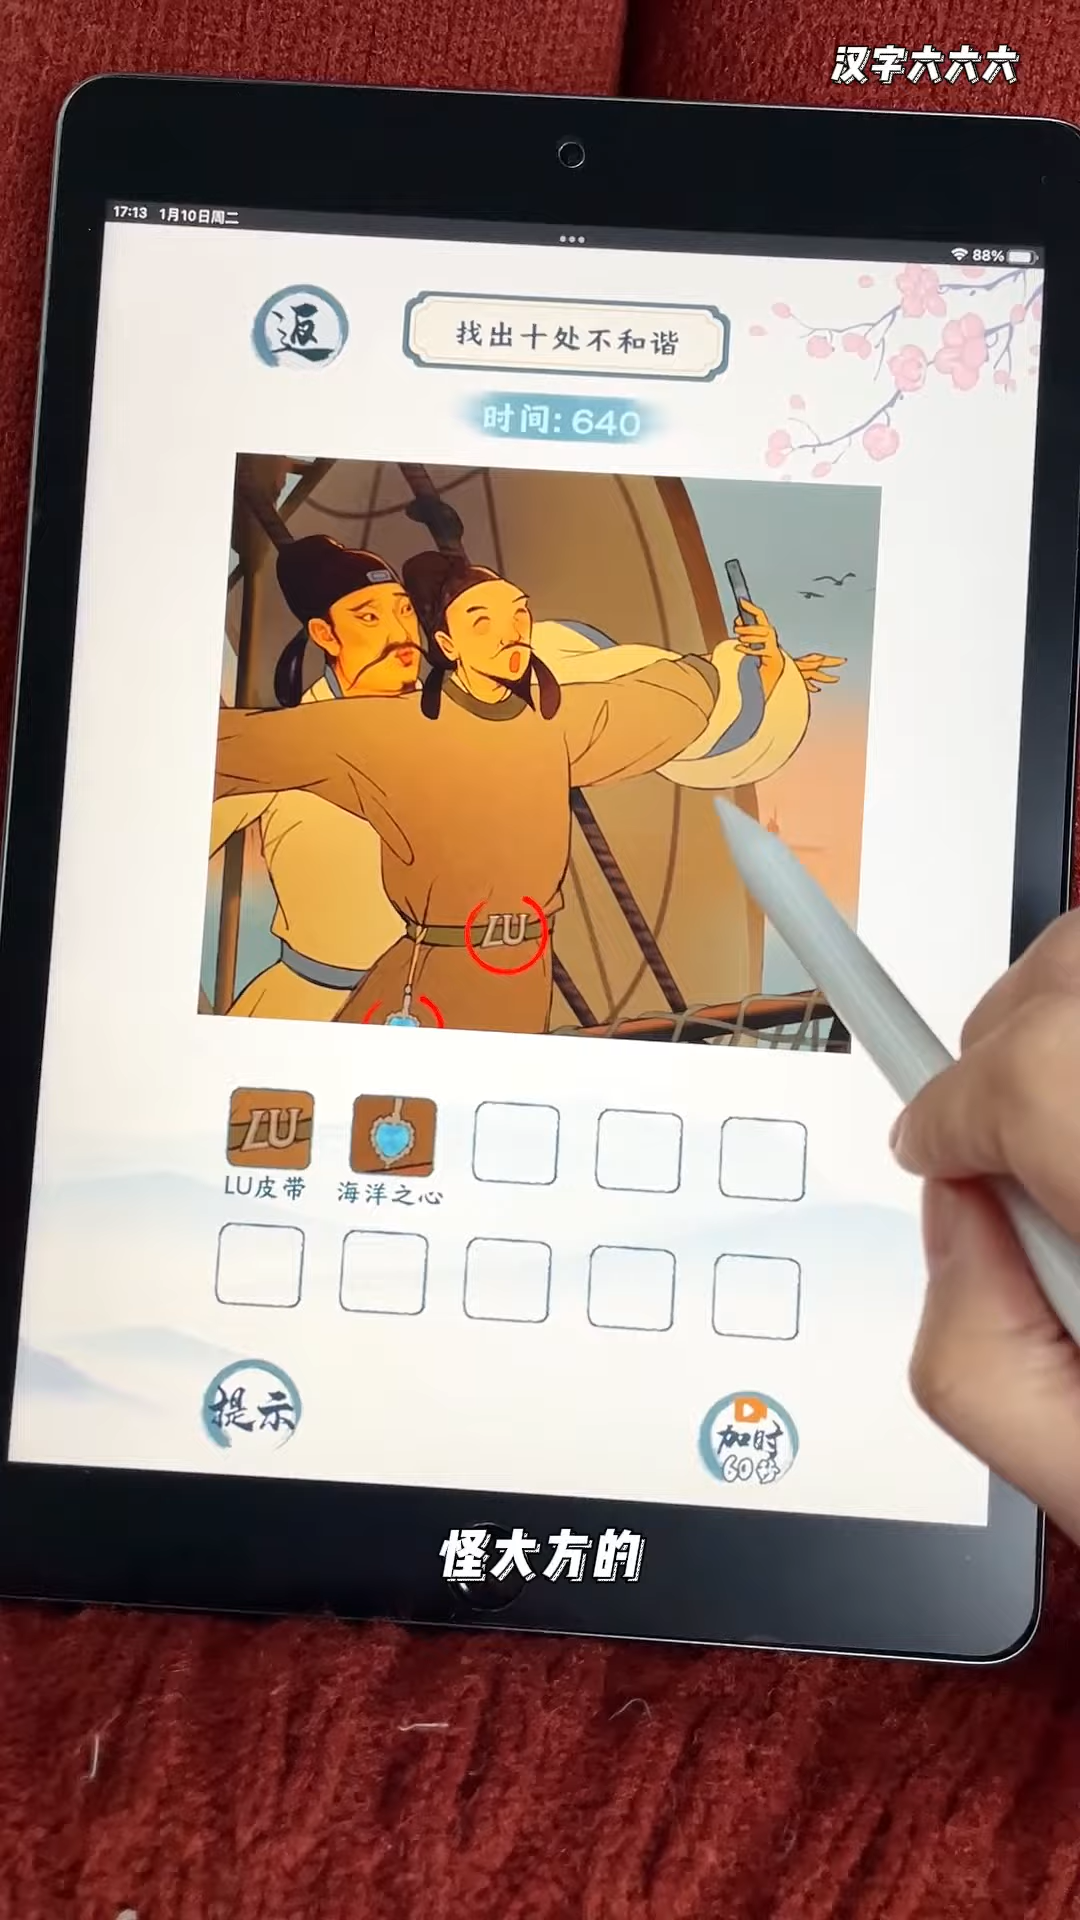 汉字六六六
17:13 1月10日周二
88%
返
找出十处不和谐
时间:640
LU
LU
LU皮带
海洋之心
提示
加时
60秒
怪大方的